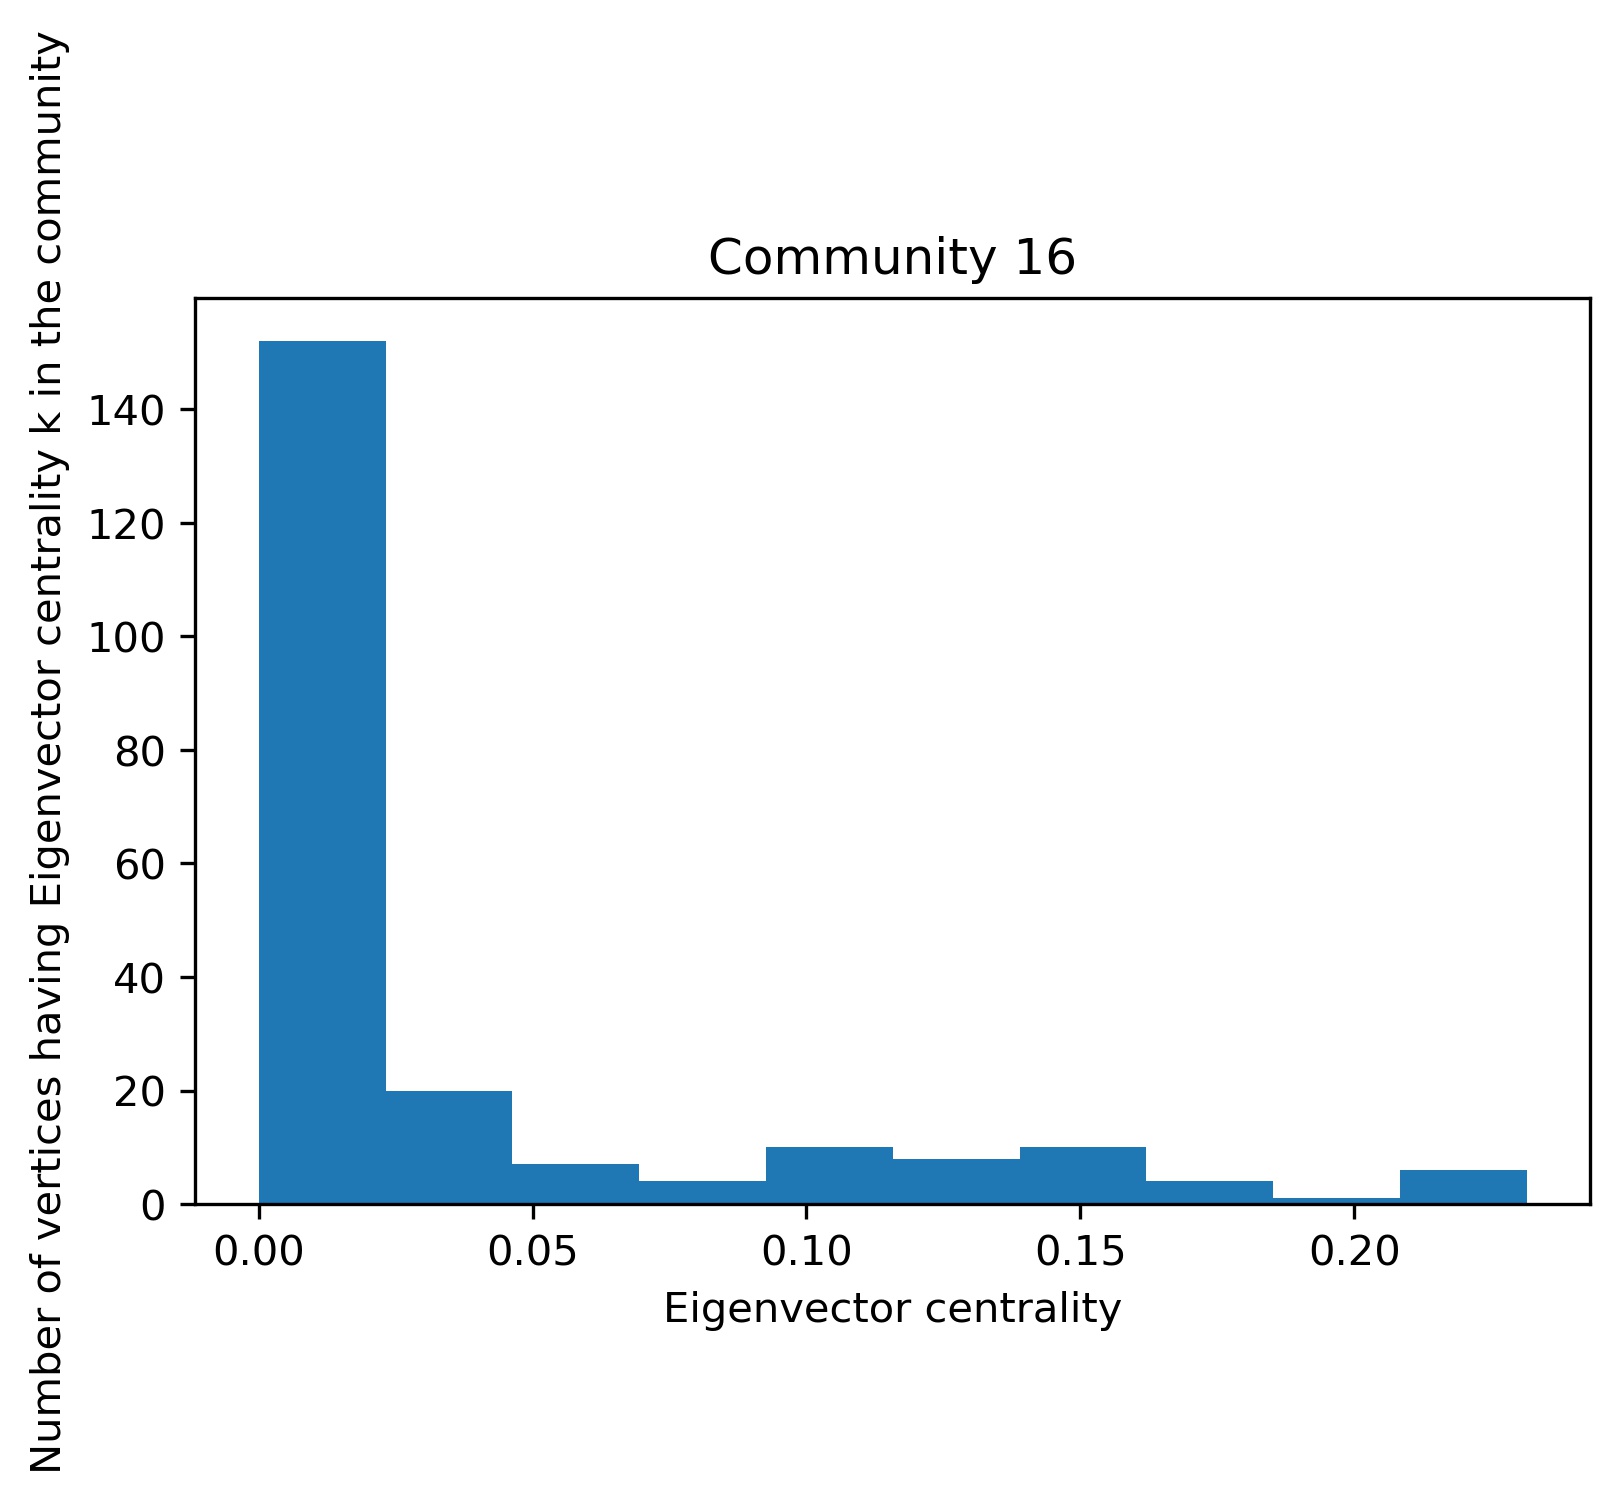 Community 16
Number of vertices having Eigenvector centrality k in the community
140
120
100
80
60
40
20
0
0.00 0.05 0.10 0.15 0.20
Eigenvector centrality